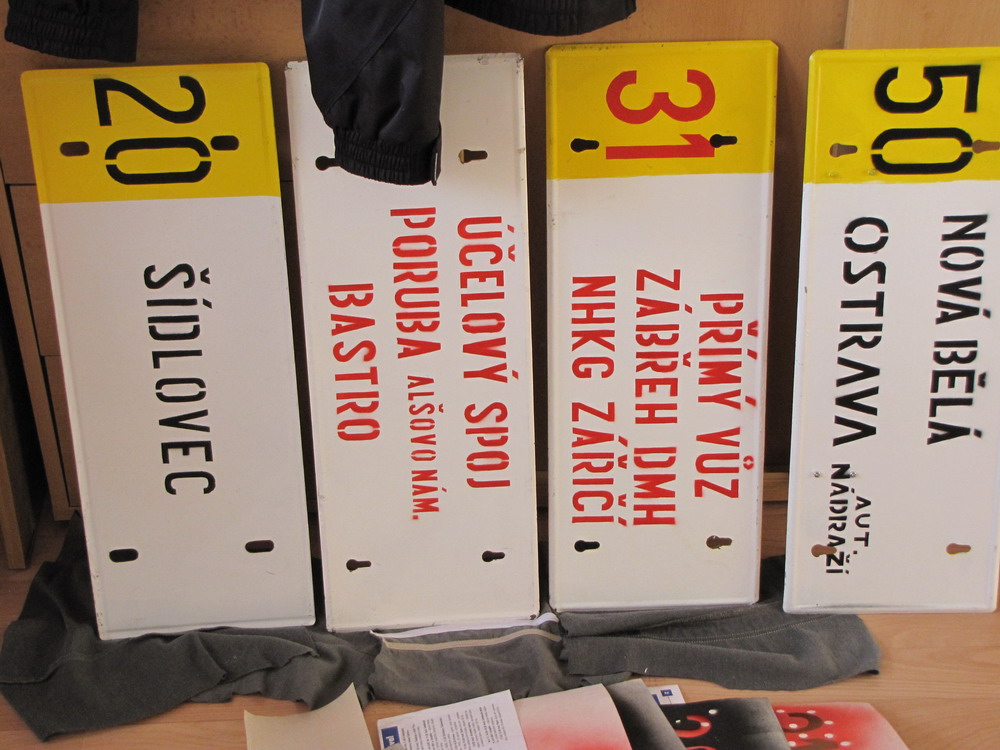 20
ŠÍDLOVEC
ÚČELOVÝ SPOJ
PORUBA ALŠOVO NÁM.
BASTRO
31
PŘÍMÝ VŮZ
ZÁBŘEH DMH
NHKG ZÁŘIČÍ
50
NOVÁ BĚLÁ
OSTRAVA AUT. NÁDRAŽÍ